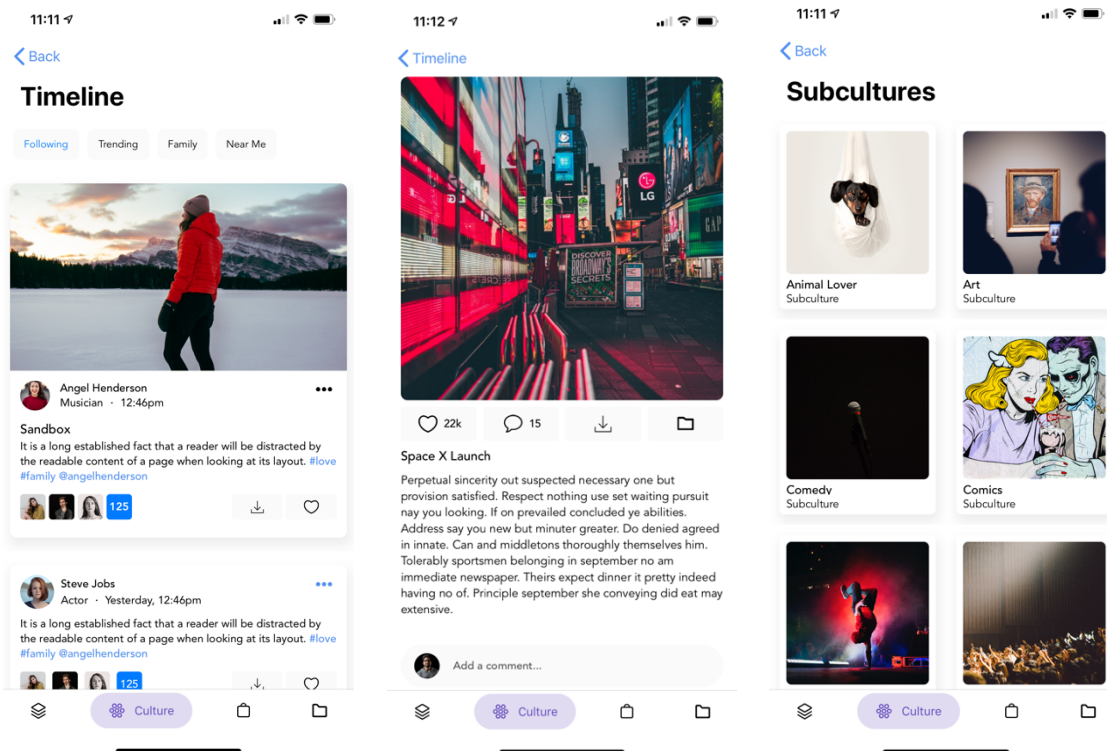 11:11
Back
Timeline
Following Trending Family Near Me
Angel Henderson
Musician · 12:46pm
Sandbox
It is a long established fact that a reader will be distracted by
the readable content of a page when looking at its layout. #love
#family @angelhenderson
125
Steve Jobs
Actor · Yesterday, 12:46pm
It is a long established fact that a reader will be distracted by
the readable content of a page when looking at its layout. #love
#family @angelhenderson
125
Culture
11:12
Timeline
LG
GAP
DISCOVER
BROADWAY'S
SECRETS
22k 15
Space X Launch
Perpetual sincerity out suspected necessary one but
provision satisfied. Respect nothing use set waiting pursuit
nay you looking. If on prevailed concluded ye abilities.
Address say you new but minuter greater. Do denied agreed
in innate. Can and middletons thoroughly themselves him.
Tolerably sportsmen belonging in september no am
immediate newspaper. Theirs expect dinner it pretty indeed
having no of. Principle september she conveying did eat may
extensive.
Add a comment...
Culture
11:11
Back
Subcultures
Animal Lover
Subculture
Art
Subculture
Comedy
Subculture
Comics
Subculture
Culture